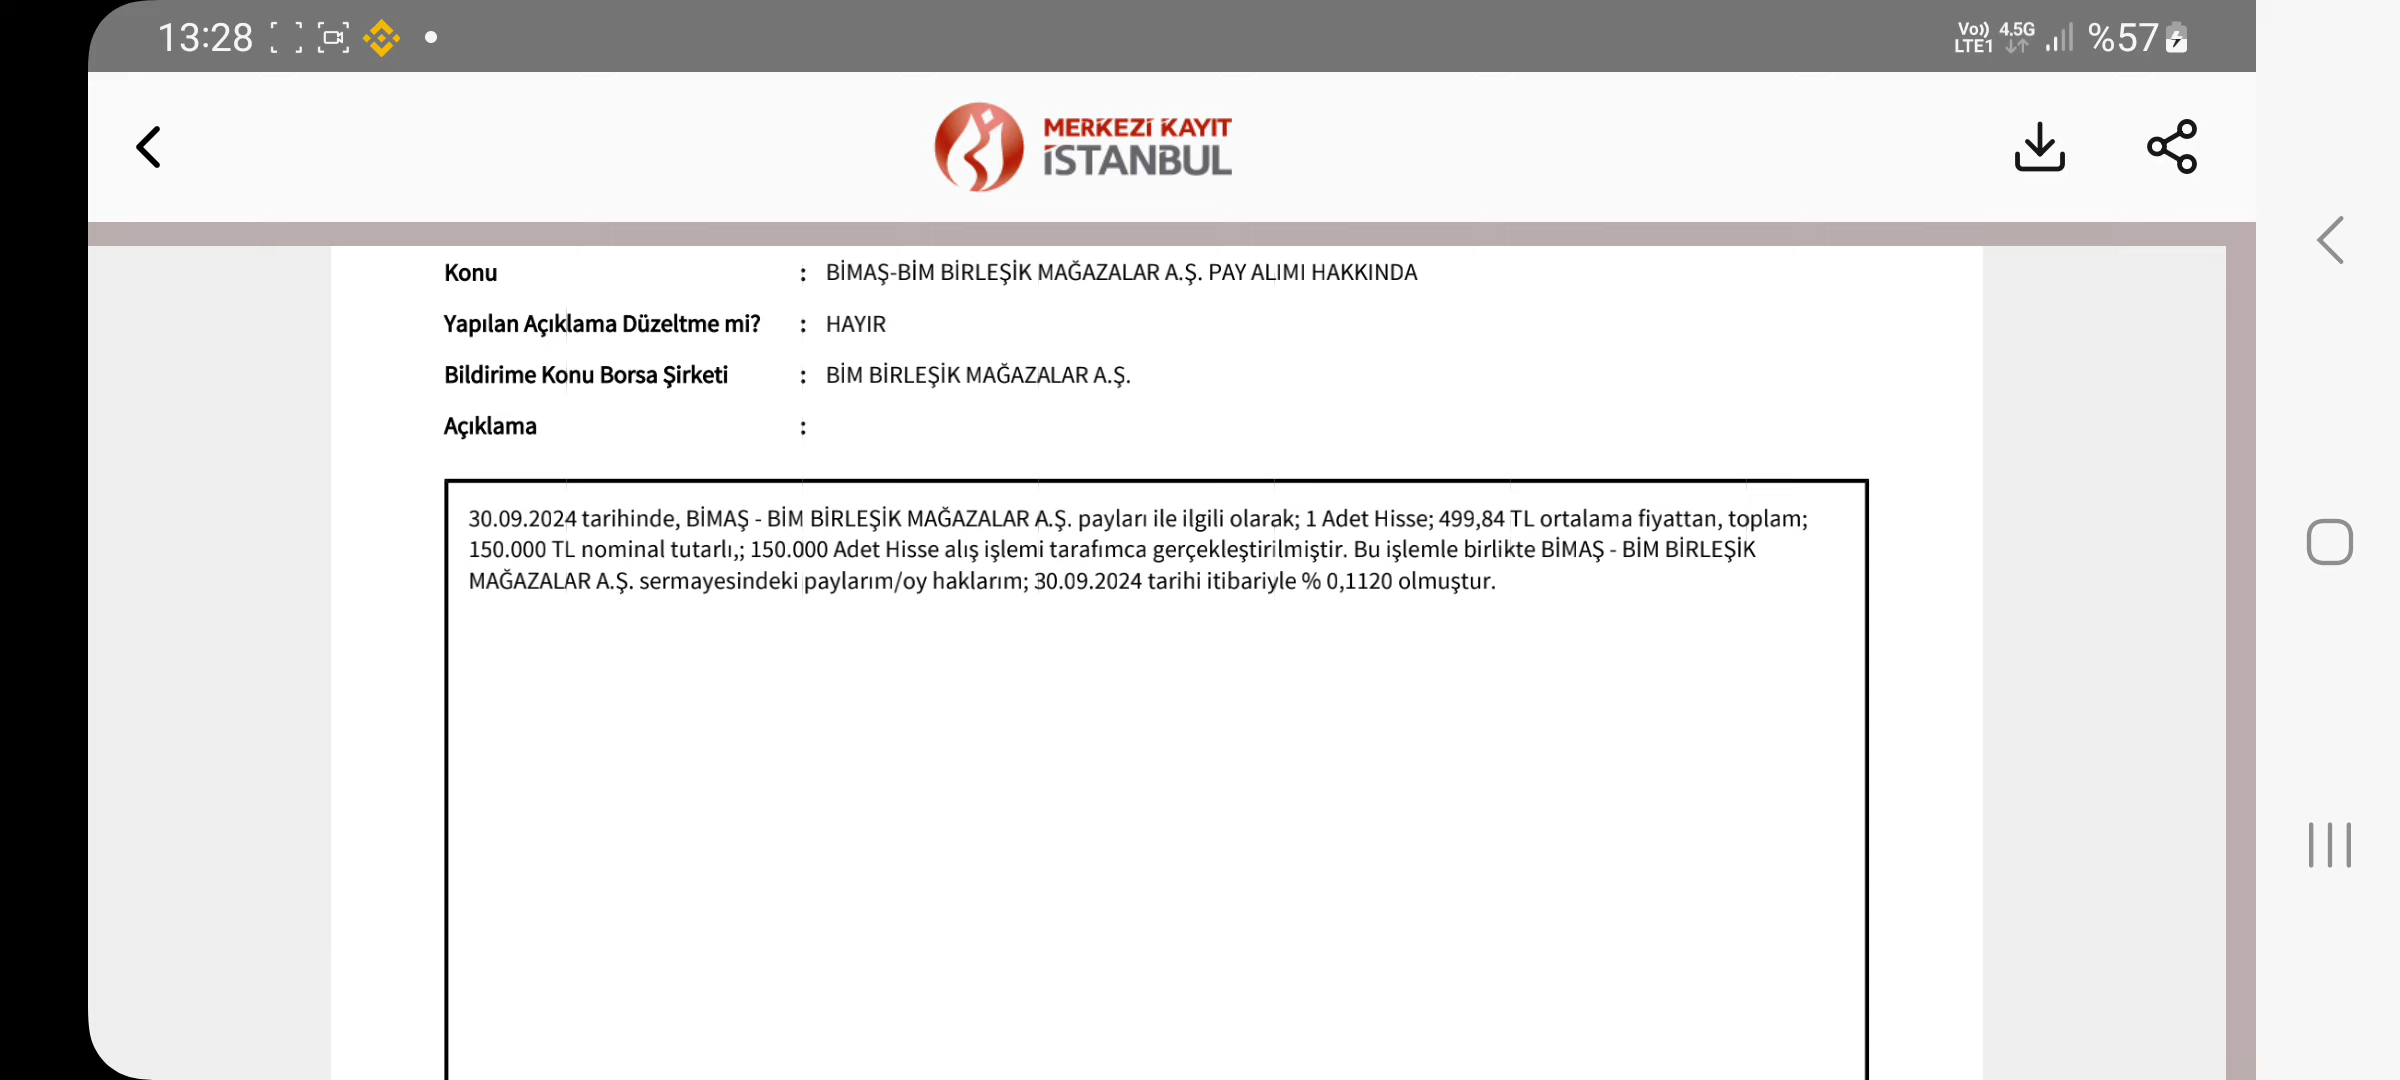 13:28
Vo)) 4.5G
LTE1
%57
MERKEZİ KAYIT
İSTANBUL
Konu : BİMAŞ-BİM BİRLEŞİK MAĞAZALAR A.Ş. PAY ALIMI HAKKINDA
Yapılan Açıklama Düzeltme mi? : HAYIR
Bildirime Konu Borsa Şirketi : BİM BİRLEŞİK MAĞAZALAR A.Ş.
Açıklama :
30.09.2024 tarihinde, BİMAŞ - BİM BİRLEŞİK MAĞAZALAR A.Ş. payları ile ilgili olarak; 1 Adet Hisse; 499,84 TL ortalama fiyattan, toplam;
150.000 TL nominal tutarlı,; 150.000 Adet Hisse alış işlemi tarafımca gerçekleştirilmiştir. Bu işlemle birlikte BİMAŞ - BİM BİRLEŞİK
MAĞAZALAR A.Ş. sermayesindeki paylarım/oy haklarım; 30.09.2024 tarihi itibariyle % 0,1120 olmuştur.